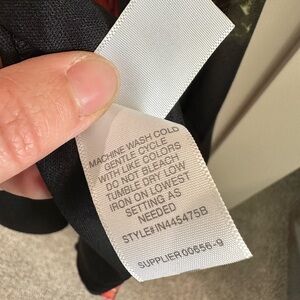 MACHINE WASH COLD
GENTLE CYCLE
WITH LIKE COLORS
DO NOT BLEACH
TUMBLE DRY LOW
IRON ON LOWEST
SETTING AS
NEEDED
STYLE#IN445475B
SUPPLIER 00656-9